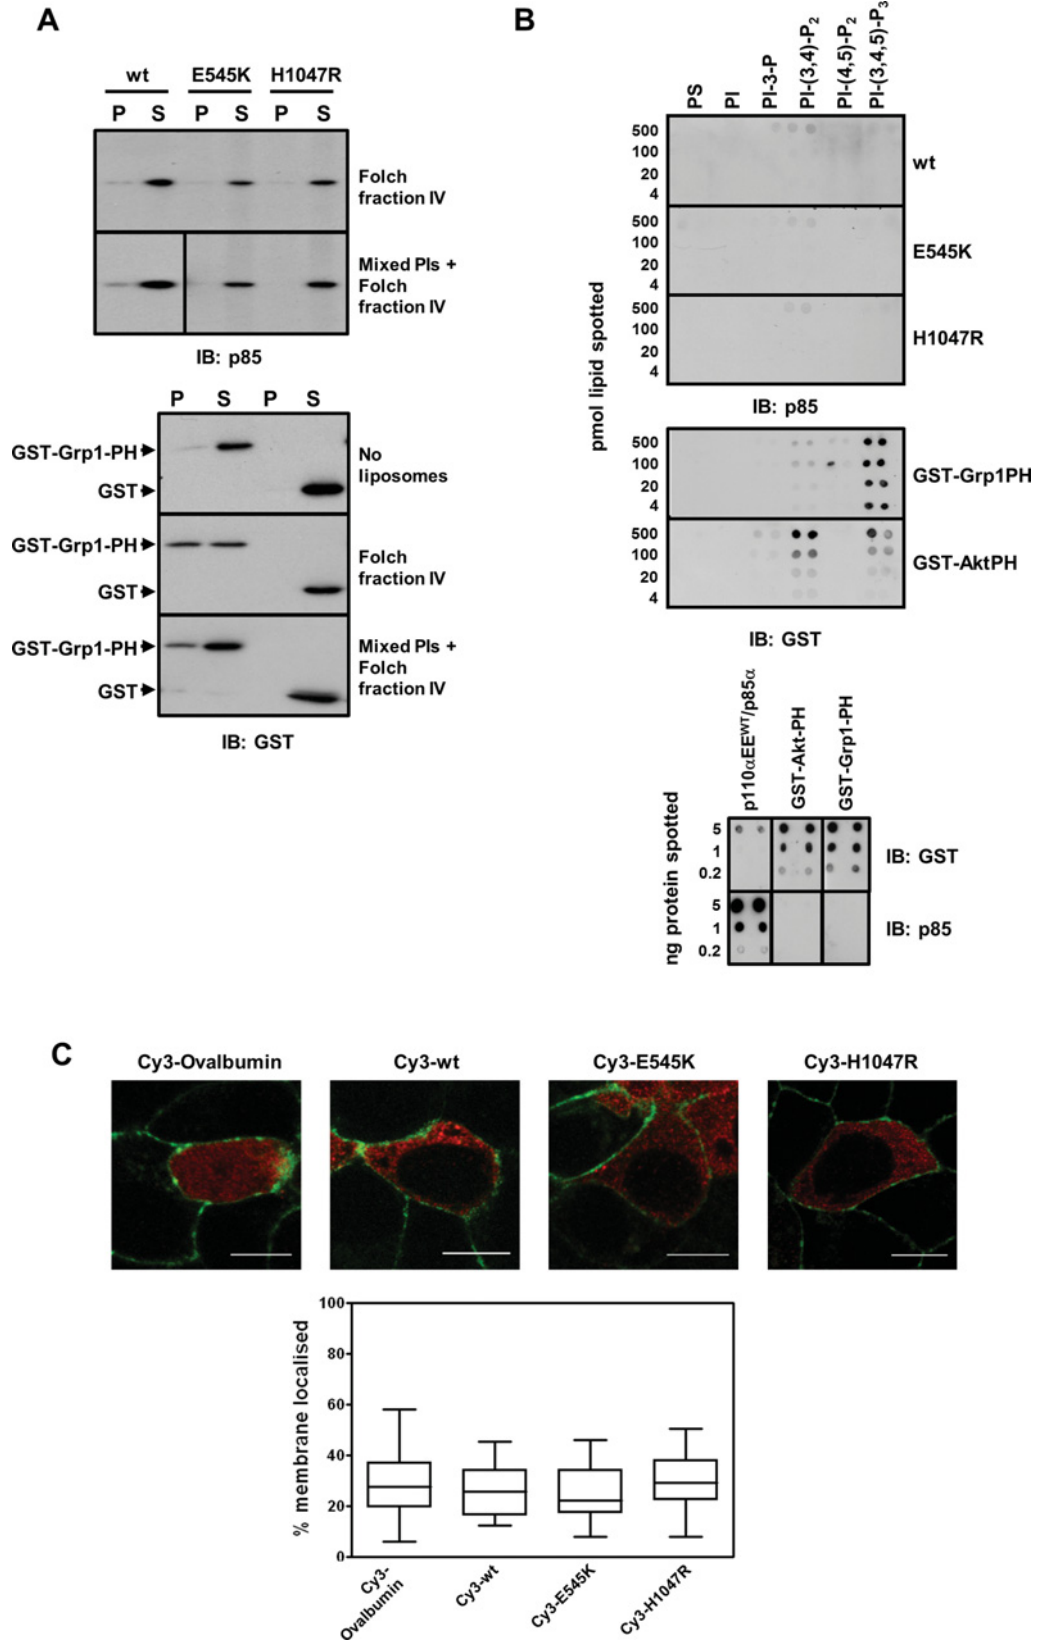 A
wt E545K H1047R
P S P S P S
Folch
fraction IV
Mixed PIs +
Folch
fraction IV
IB: p85
P S P S
GST-Grp1-PH
GST
No
liposomes
GST-Grp1-PH
GST
Folch
fraction IV
GST-Grp1-PH
GST
Mixed PIs +
Folch
fraction IV
IB: GST
B
PS
PI
PI-3-P
PI-(3,4)-P2
PI-(4,5)-P2
PI-(3,4,5)-P3
pmol lipid spotted
500
100
20
4
wt
500
100
20
4
E545K
500
100
20
4
H1047R
IB: p85
500
100
20
4
GST-Grp1PH
500
100
20
4
GST-AktPH
IB: GST
p110αEEWT/p85α
GST-Akt-PH
GST-Grp1-PH
ng protein spotted
5
1
0.2
IB: GST
5
1
0.2
IB: p85
C
Cy3-Ovalbumin Cy3-wt Cy3-E545K Cy3-H1047R
% membrane localised
100
80
60
40
20
0
Cy3-
Ovalbumin
Cy3-wt
Cy3-E545K
Cy3-H1047R